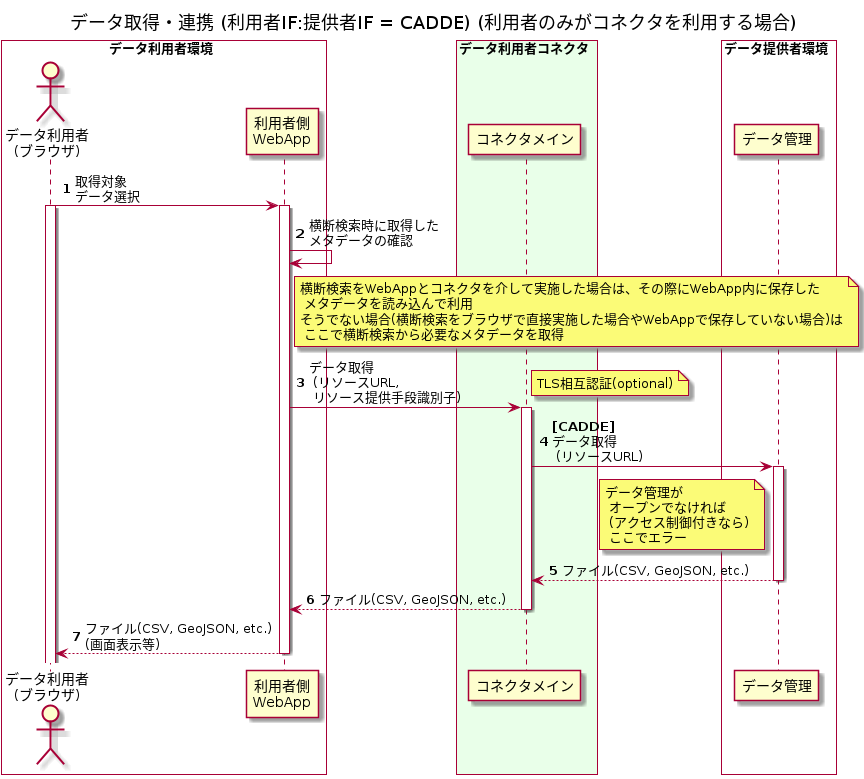 データ取得・連携 (利用者IF:提供者IF = CADDE) (利用者のみがコネクタを利用する場合)
データ利用者環境
データ利用者コネクタ
データ提供者環境
データ利用者
(ブラウザ)
利用者側
WebApp
コネクタメイン
データ管理
1 取得対象
データ選択
2 横断検索時に取得した
メタデータの確認
横断検索をWebAppとコネクタを介して実施した場合は、その際にWebApp内に保存した
メタデータを読み込んで利用
そうでない場合(横断検索をブラウザで直接実施した場合やWebAppで保存していない場合)は
ここで横断検索から必要なメタデータを取得
3 データ取得
(リソースURL,
リソース提供手段識別子)
TLS相互認証(optional)
[CADDE]
4 データ取得
(リソースURL)
データ管理が
オープンでなければ
(アクセス制御付きなら)
ここでエラー
5 ファイル(CSV, GeoJSON, etc.)
6 ファイル(CSV, GeoJSON, etc.)
7 ファイル(CSV, GeoJSON, etc.)
(画面表示等)
データ利用者
(ブラウザ)
利用者側
WebApp
コネクタメイン
データ管理